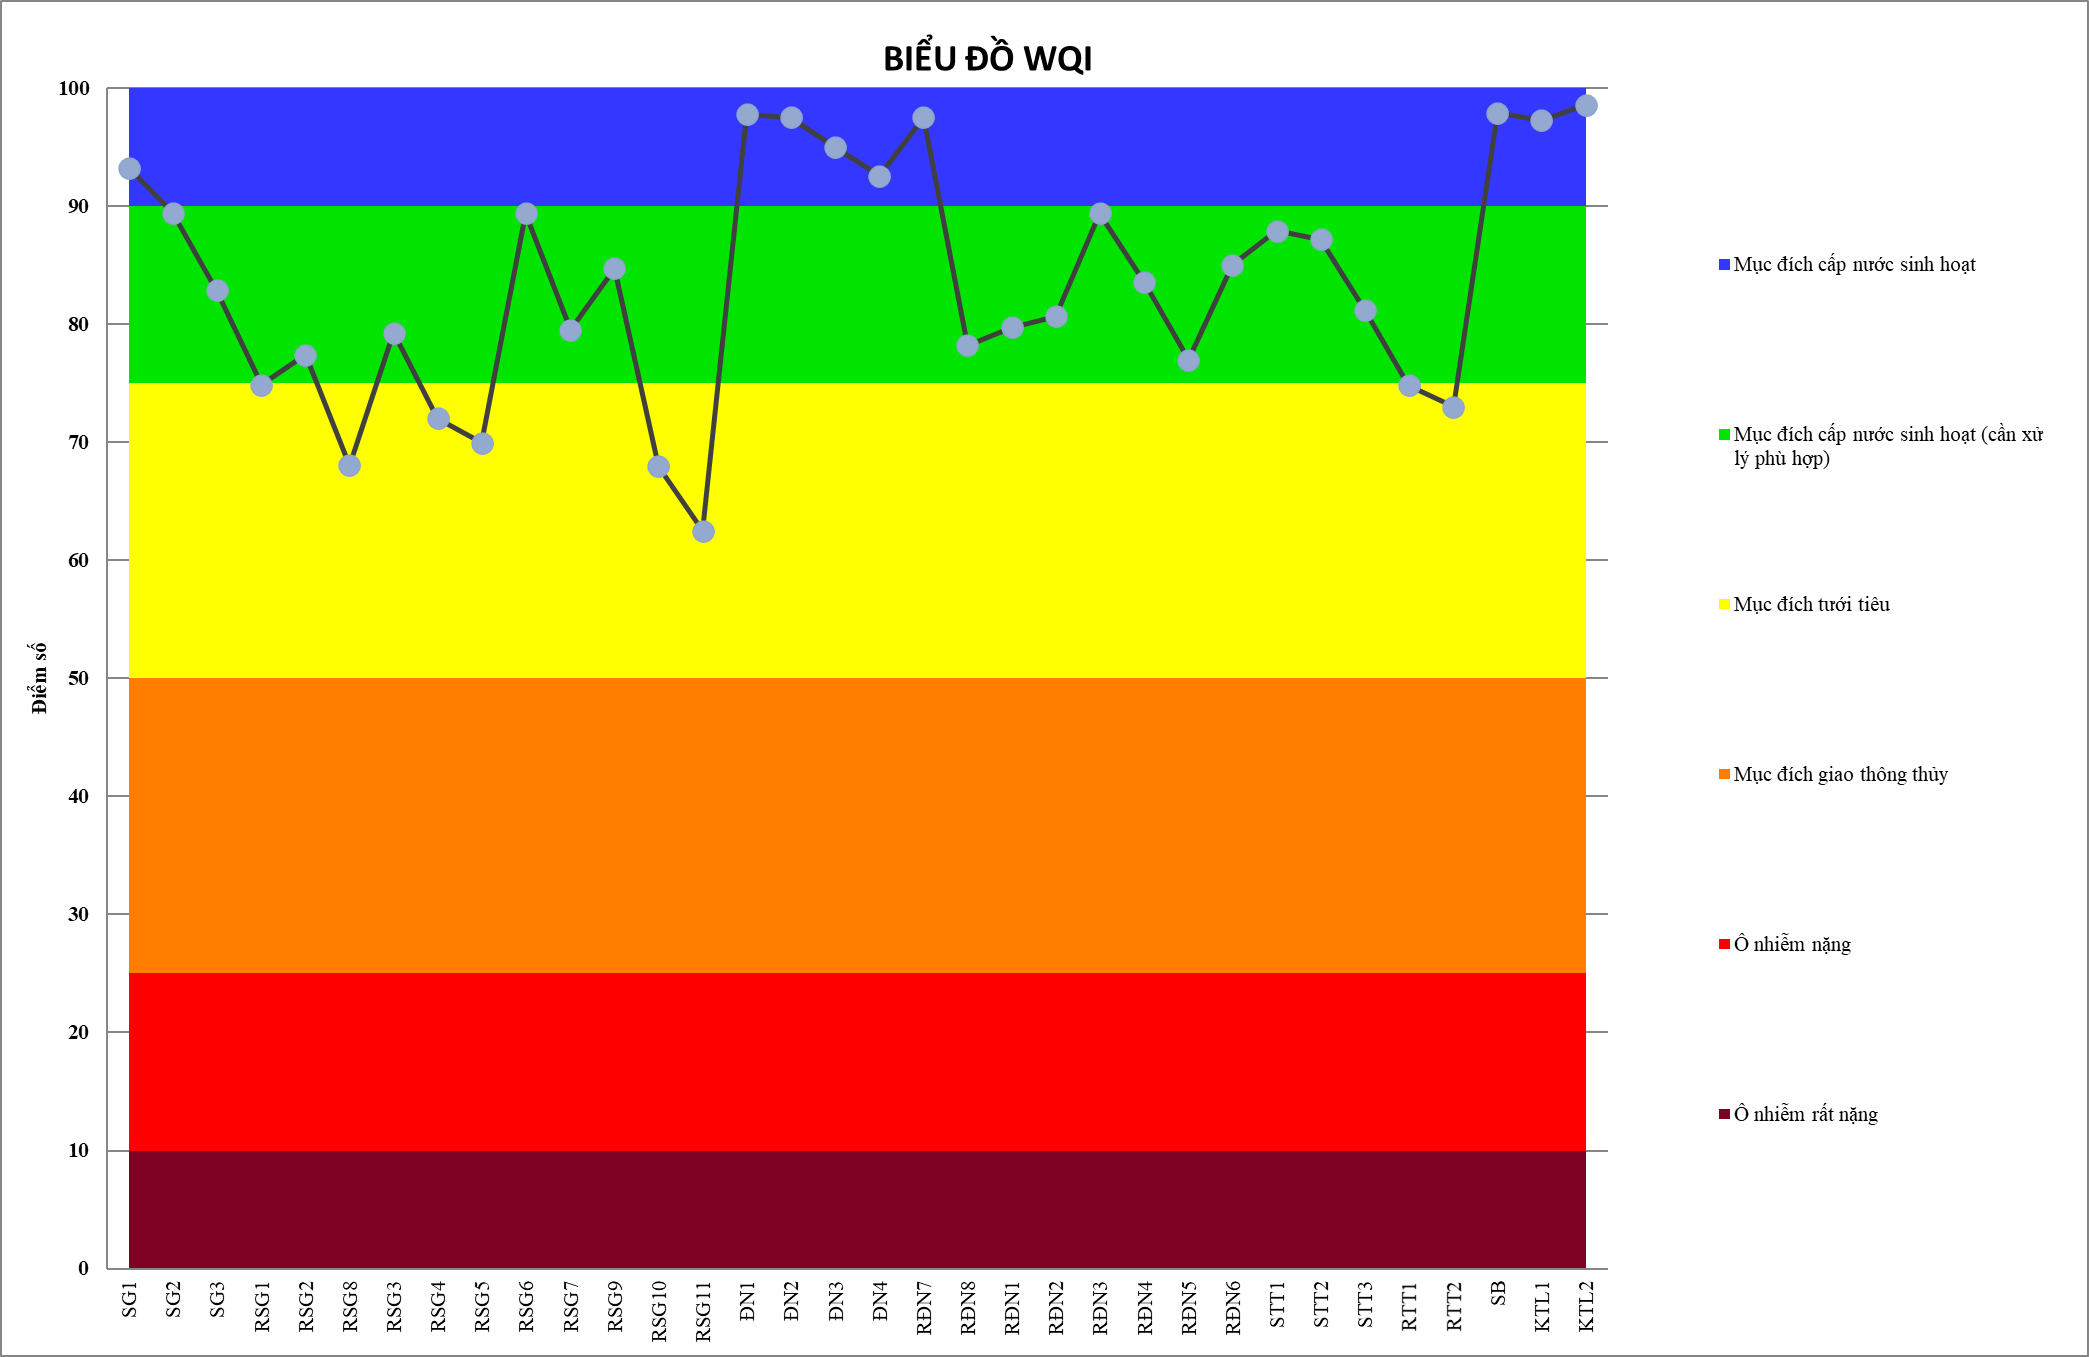 BIỂU ĐỒ WQI
Điểm số
100
90
80
70
60
50
40
30
20
10
0
SG1
SG2
SG3
RSG1
RSG2
RSG8
RSG3
RSG4
RSG5
RSG6
RSG7
RSG9
RSG10
RSG11
ĐN1
ĐN2
ĐN3
ĐN4
RĐN7
RĐN8
RĐN1
RĐN2
RĐN3
RĐN4
RĐN5
RĐN6
STT1
STT2
STT3
RTT1
RTT2
SB
KTL1
KTL2
Mục đích cấp nước sinh hoạt
Mục đích cấp nước sinh hoạt (cần xử
lý phù hợp)
Mục đích tưới tiêu
Mục đích giao thông thủy
Ô nhiễm nặng
Ô nhiễm rất nặng